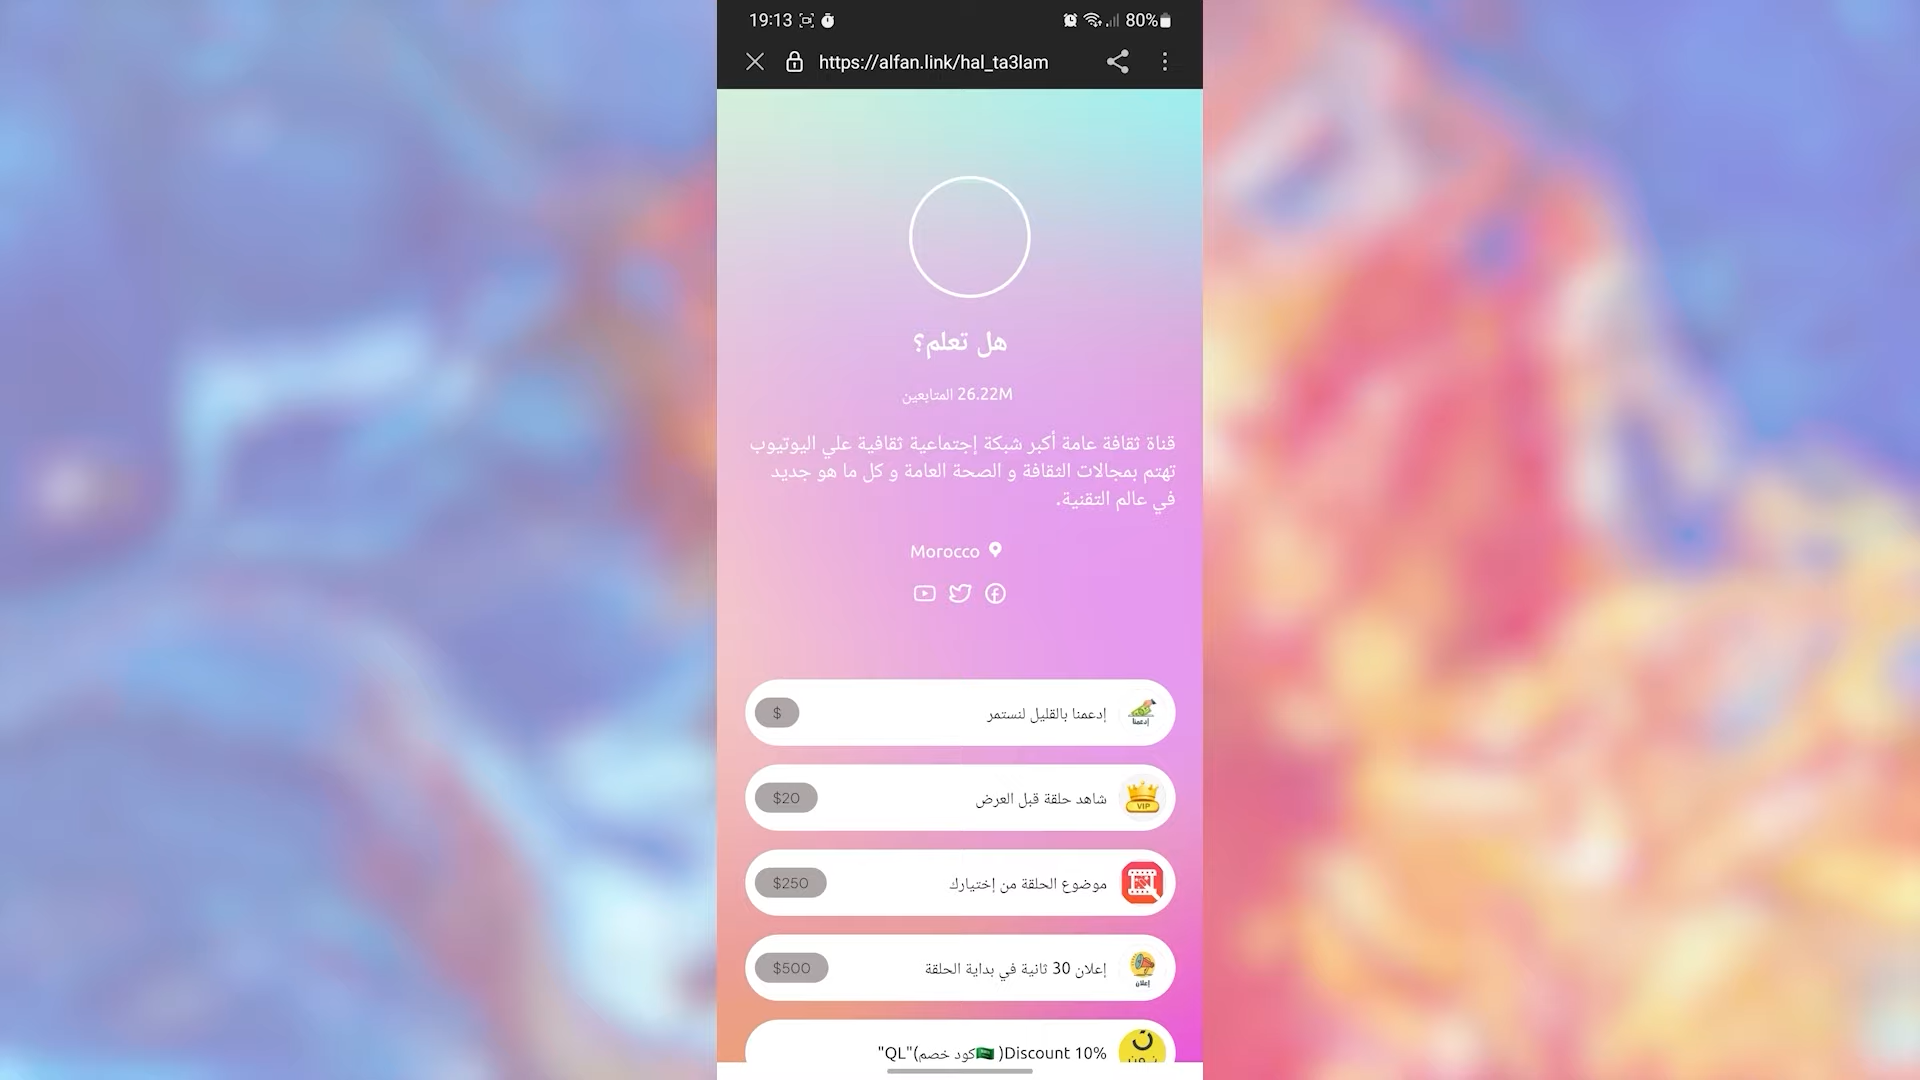 19:13
80%
https://alfan.link/hal_ta3lam
هل تعلم؟
26.22M المتابعين
قناة ثقافة عامة أكبر شبكة إجتماعية ثقافية علي اليوتيوب
تهتم بمجالات الثقافة و الصحة العامة و كل ما هو جديد
في عالم التقنية.
Morocco
إدعمنا
إدعمنا بالقليل لنستمر
$
VIP
شاهد حلقة قبل العرض
$20
موضوع الحلقة من إختيارك
$250
إعلان
إعلان 30 ثانية في بداية الحلقة
$500
Discount 10%( 🇸🇦كود خصم)"QL"